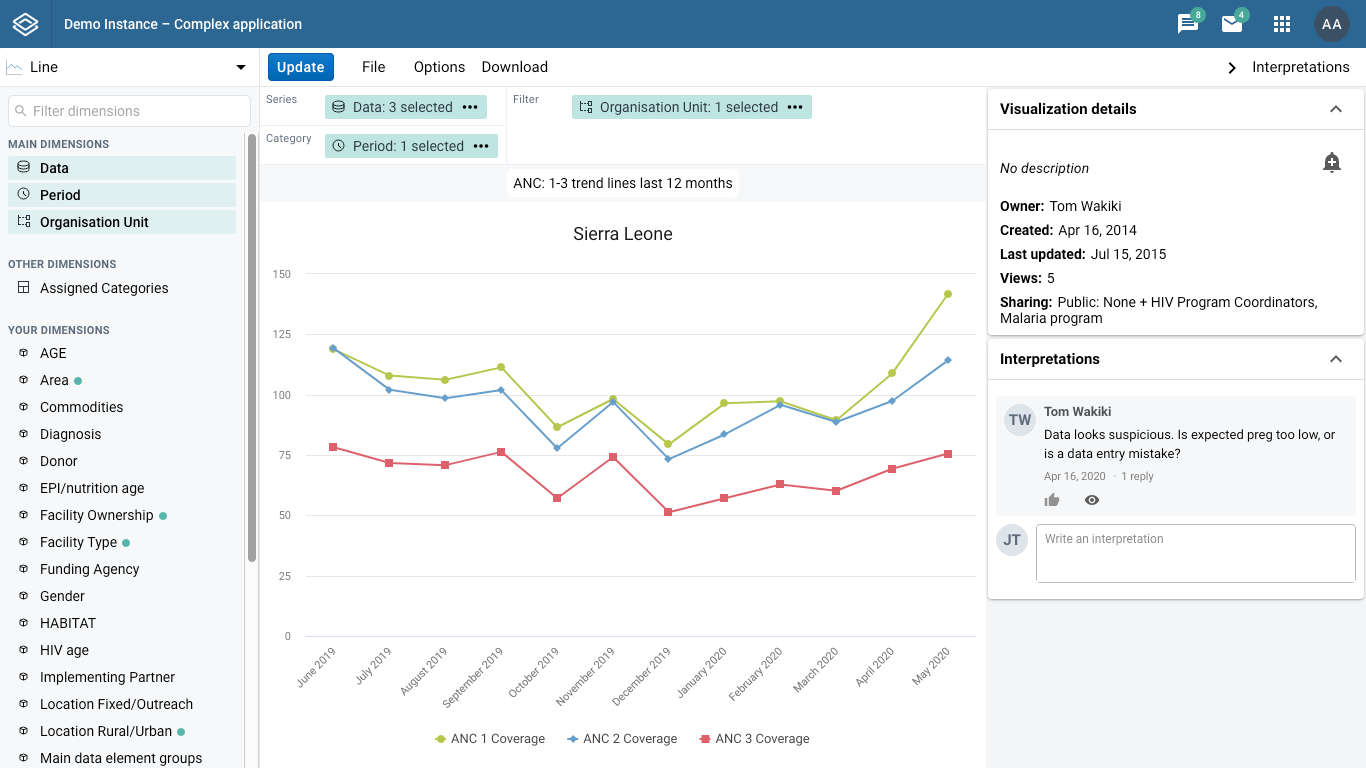 Demo Instance – Complex application
8
4
AA
Line
Update
File
Options
Download
Interpretations
Filter dimensions
MAIN DIMENSIONS
Data
Period
Organisation Unit
OTHER DIMENSIONS
Assigned Categories
YOUR DIMENSIONS
AGE
Area
Commodities
Diagnosis
Donor
EPI/nutrition age
Facility Ownership
Facility Type
Funding Agency
Gender
HABITAT
HIV age
Implementing Partner
Location Fixed/Outreach
Location Rural/Urban
Main data element groups
Series
Data: 3 selected
Filter
Organisation Unit: 1 selected
Category
Period: 1 selected
ANC: 1-3 trend lines last 12 months
Sierra Leone
150
125
100
75
50
25
0
June 2019
July 2019
August 2019
September 2019
October 2019
November 2019
December 2019
January 2020
February 2020
March 2020
April 2020
May 2020
ANC 1 Coverage
ANC 2 Coverage
ANC 3 Coverage
Visualization details
No description
Owner: Tom Wakiki
Created: Apr 16, 2014
Last updated: Jul 15, 2015
Views: 5
Sharing: Public: None + HIV Program Coordinators,
Malaria program
Interpretations
TW
Tom Wakiki
Data looks suspicious. Is expected preg too low, or
is a data entry mistake?
Apr 16, 2020 · 1 reply
JT
Write an interpretation